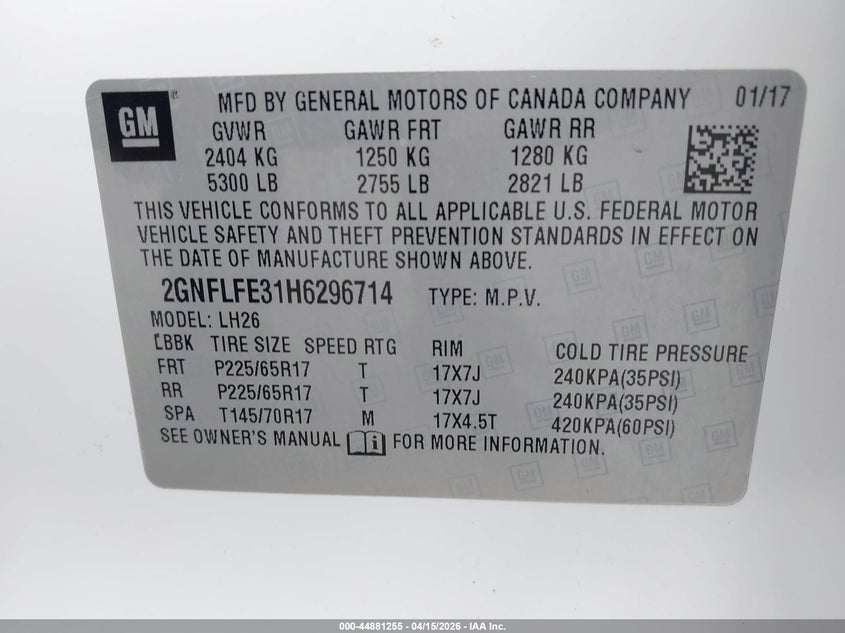 GM ® MFD BY GENERAL MOTORS OF CANADA COMPANY 01/17
GVWR GAWR FRT GAWR RR
2404 KG 1250 KG 1280 KG
5300 LB 2755 LB 2821 LB
THIS VEHICLE CONFORMS TO ALL APPLICABLE U.S. FEDERAL MOTOR
VEHICLE SAFETY AND THEFT PREVENTION STANDARDS IN EFFECT ON
THE DATE OF MANUFACTURE SHOWN ABOVE.
2GNFLFE31H6296714 TYPE: M.P.V.
MODEL: LH26
LBBK TIRE SIZE SPEED RTG RIM COLD TIRE PRESSURE
FRT P225/65R17 T 17X7J 240KPA(35PSI)
RR P225/65R17 T 17X7J 240KPA(35PSI)
SPA T145/70R17 M 17X4.5T 420KPA(60PSI)
SEE OWNER'S MANUAL FOR MORE INFORMATION.
000-44881255 - 04/15/2026 - IAA Inc.